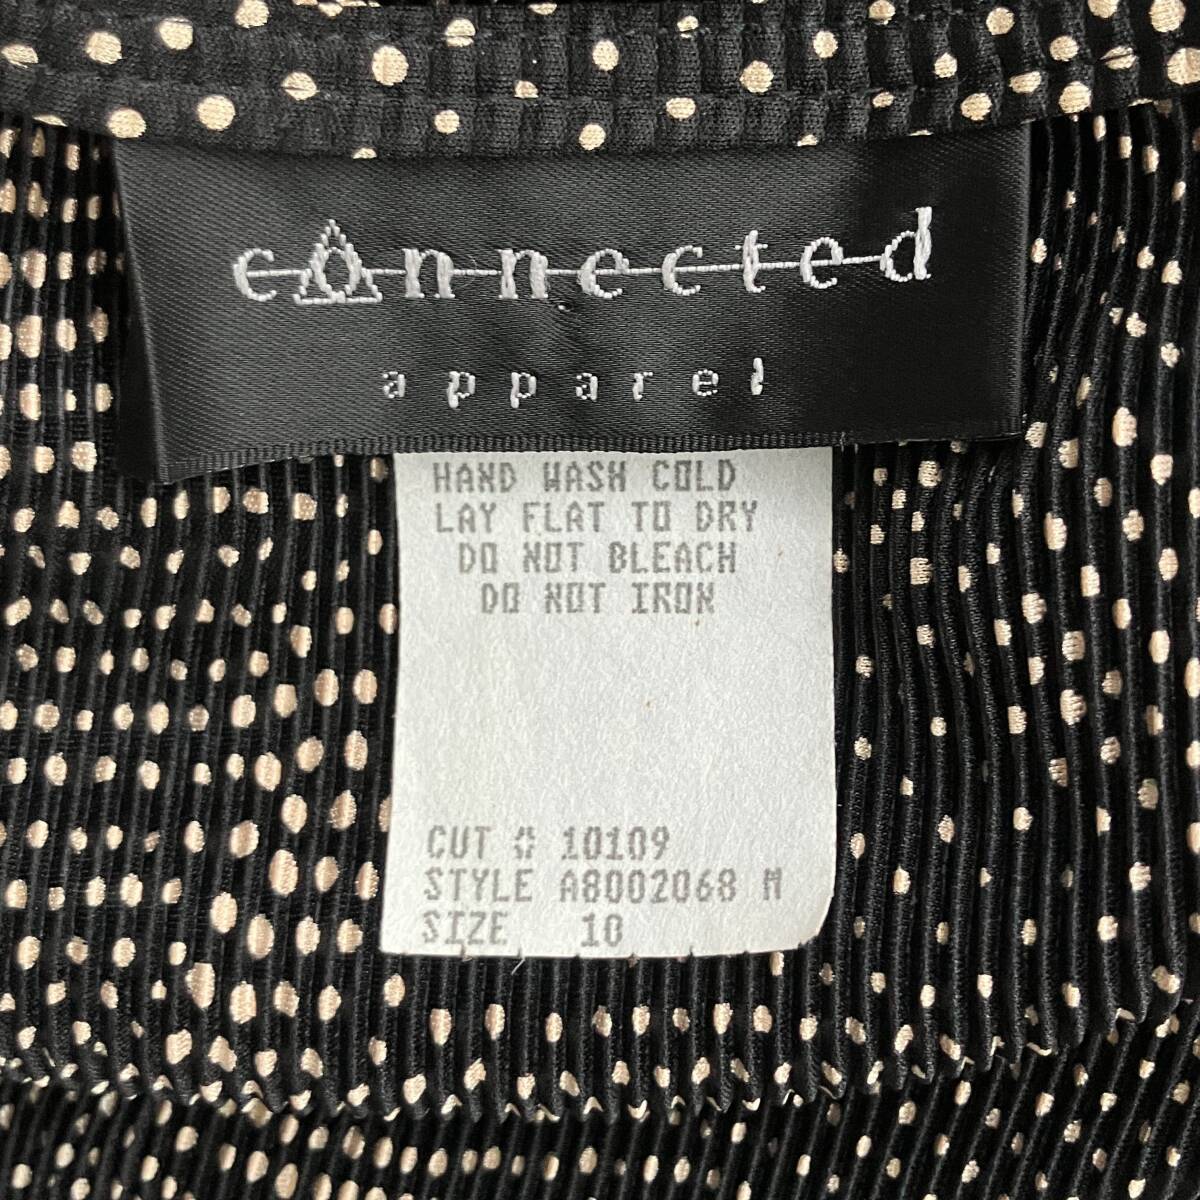 connected
apparel
HAND WASH COLD
LAY FLAT TO DRY
DO NOT BLEACH
DO NOT IRON
CUT # 10109
STYLE A8002068 M
SIZE 10